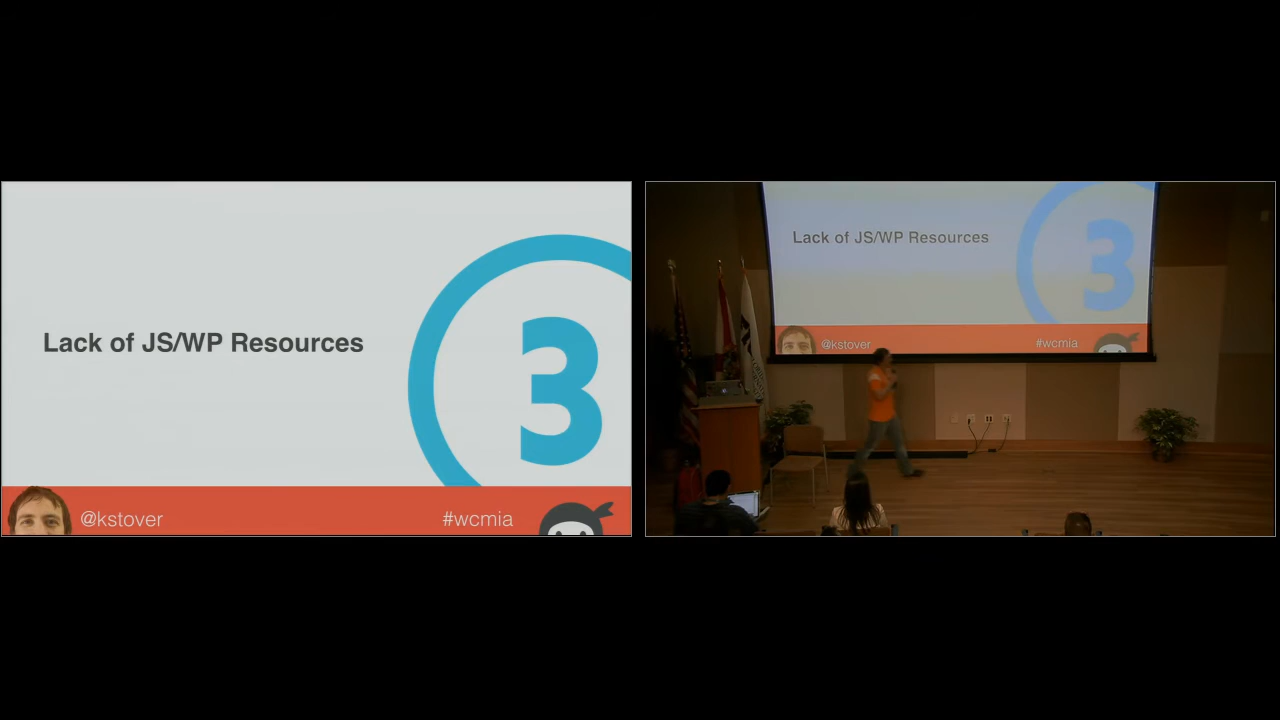 Lack of JS/WP Resources
3
@kstover
#wcmia
Lack of JS/WP Resources
3
@kstover
#wcmia